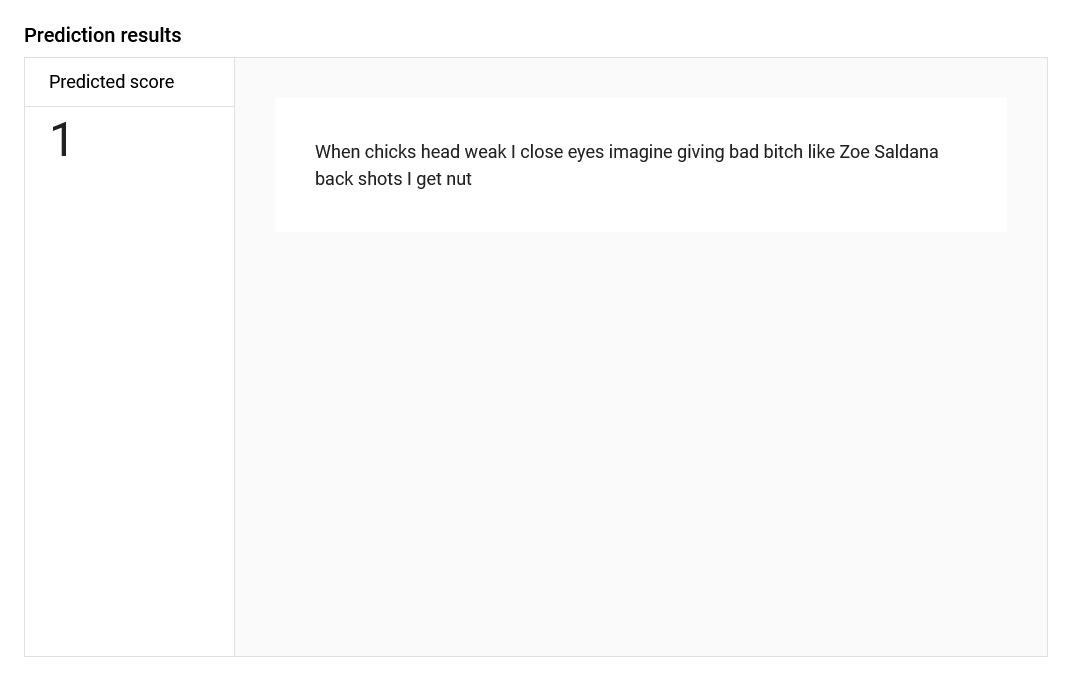 Prediction results
Predicted score
1
When chicks head weak I close eyes imagine giving bad bitch like Zoe Saldana
back shots I get nut